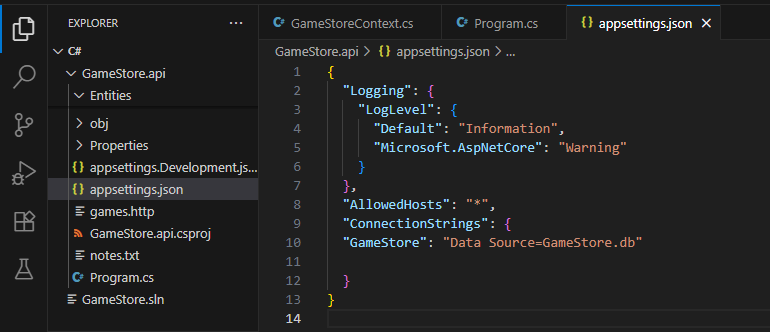 EXPLORER
···
C#
GameStore.api
Entities
obj
Properties
appsettings.Development.js...
appsettings.json
games.http
GameStore.api.csproj
notes.txt
C# Program.cs
GameStore.sln
C# GameStoreContext.cs
C# Program.cs
{} appsettings.json ×
GameStore.api > {} appsettings.json > ...
1 {
2 "Logging": {
3 "LogLevel": {
4 "Default": "Information",
5 "Microsoft.AspNetCore": "Warning"
6 }
7 },
8 "AllowedHosts": "*",
9 "ConnectionStrings": {
10 "GameStore": "Data Source=GameStore.db"
11
12 }
13 }
14